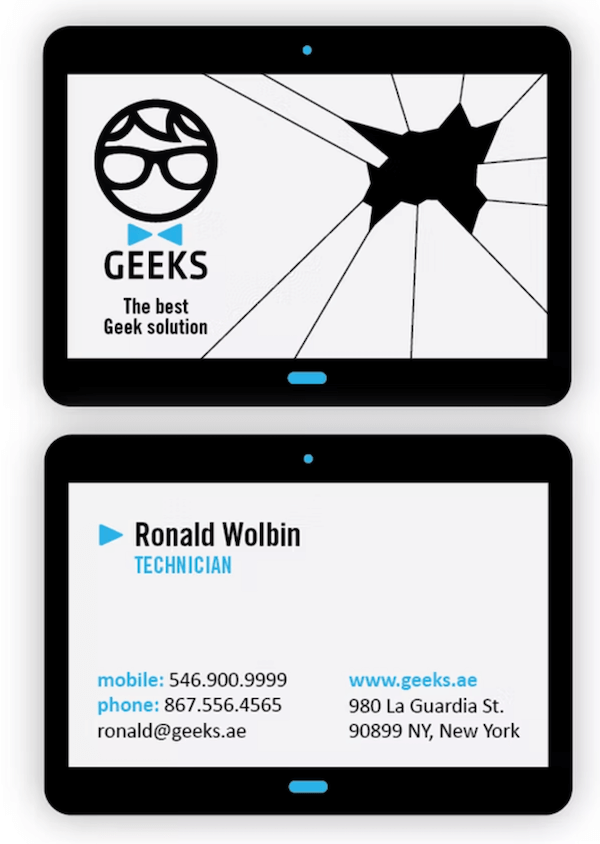 GEEKS
The best
Geek solution
Ronald Wolbin
TECHNICIAN
mobile: 546.900.9999
phone: 867.556.4565
ronald@geeks.ae
www.geeks.ae
980 La Guardia St.
90899 NY, New York